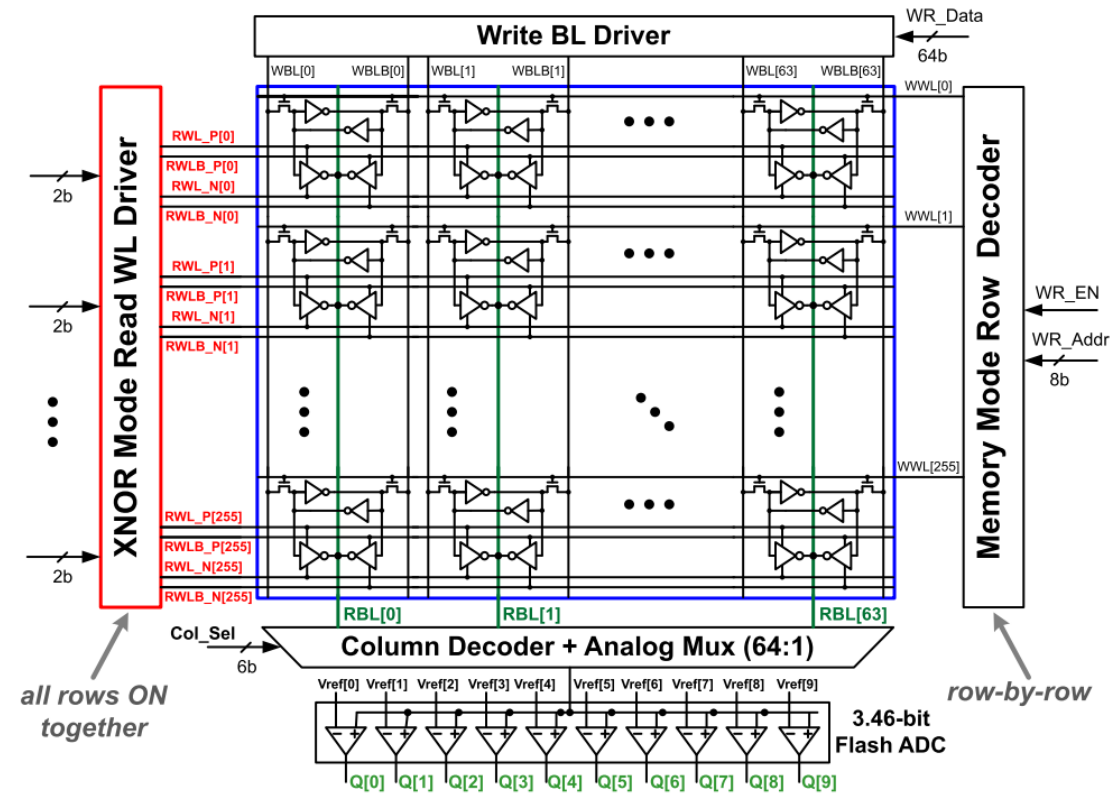 Write BL Driver
WR_Data
64b
WBL[0]
WBLB[0]
WBL[1]
WBLB[1]
WBL[63]
WBLB[63]
WWL[0]
XNOR Mode Read WL Driver
RWL_P[0]
RWLB_P[0]
RWL_N[0]
RWLB_N[0]
2b
WWL[1]
RWL_P[1]
RWLB_P[1]
RWL_N[1]
RWLB_N[1]
2b
Memory Mode Row Decoder
WR_EN
WR_Addr
8b
WWL[255]
RWL_P[255]
RWLB_P[255]
RWL_N[255]
RWLB_N[255]
2b
RBL[0]
RBL[1]
RBL[63]
Col_Sel
6b
Column Decoder + Analog Mux (64:1)
all rows ON
together
row-by-row
Vref[0]
Vref[1]
Vref[2]
Vref[3]
Vref[4]
Vref[5]
Vref[6]
Vref[7]
Vref[8]
Vref[9]
3.46-bit
Flash ADC
Q[0]
Q[1]
Q[2]
Q[3]
Q[4]
Q[5]
Q[6]
Q[7]
Q[8]
Q[9]